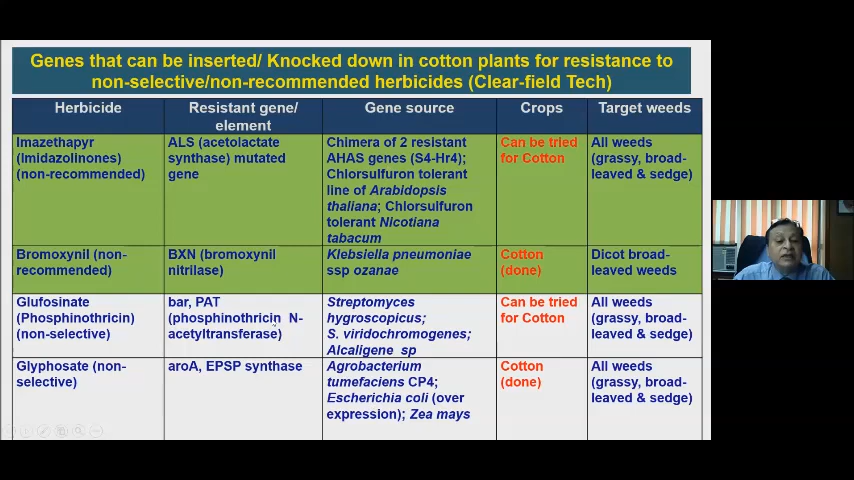 Genes that can be inserted/ Knocked down in cotton plants for resistance to
non-selective/non-recommended herbicides (Clear-field Tech)
Herbicide
Resistant gene/
element
Gene source
Crops
Target weeds
Imazethapyr
(Imidazolinones)
(non-recommended)
ALS (acetolactate
synthase) mutated
gene
Chimera of 2 resistant
AHAS genes (S4-Hr4);
Chlorsulfuron tolerant
line of Arabidopsis
thaliana; Chlorsulfuron
tolerant Nicotiana
tabacum
Can be tried
for Cotton
All weeds
(grassy, broad-
leaved & sedge)
Bromoxynil (non-
recommended)
BXN (bromoxynil
nitrilase)
Klebsiella pneumoniae
ssp ozanae
Cotton
(done)
Dicot broad-
leaved weeds
Glufosinate
(Phosphinothricin)
(non-selective)
bar, PAT
(phosphinothricin N-
acetyltransferase)
Streptomyces
hygroscopicus;
S. viridochromogenes;
Alcaligene sp
Can be tried
for Cotton
All weeds
(grassy, broad-
leaved & sedge)
Glyphosate (non-
selective)
aroA, EPSP synthase
Agrobacterium
tumefaciens CP4;
Escherichia coli (over
expression); Zea mays
Cotton
(done)
All weeds
(grassy, broad-
leaved & sedge)